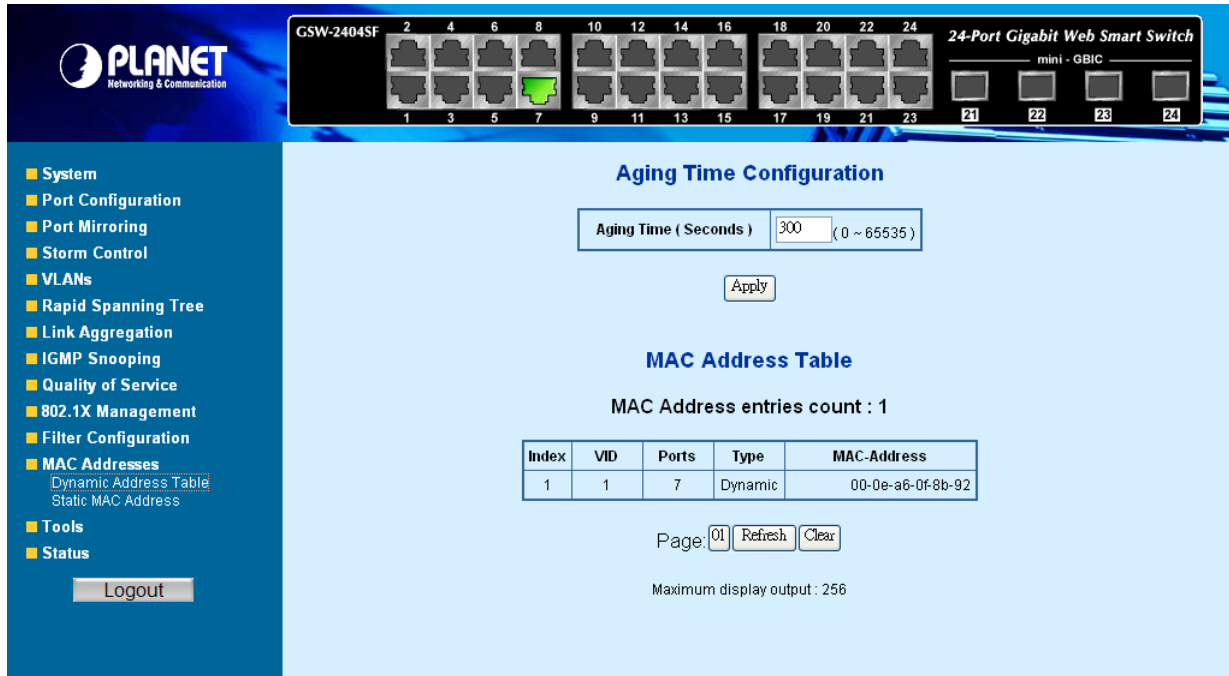 PLANET
Networking & Communication
GSW-2404SF
2 4 6 8 10 12 14 16 18 20 22 24
1 3 5 7 9 11 13 15 17 19 21 23
24-Port Gigabit Web Smart Switch
mini - GBIC
21 22 23 24
System
Port Configuration
Port Mirroring
Storm Control
VLANs
Rapid Spanning Tree
Link Aggregation
IGMP Snooping
Quality of Service
802.1X Management
Filter Configuration
MAC Addresses
Dynamic Address Table
Static MAC Address
Tools
Status
Logout
Aging Time Configuration
Aging Time ( Seconds ) 300 ( 0 ~ 65535 )
Apply
MAC Address Table
MAC Address entries count : 1
Index VID Ports Type MAC-Address
1 1 7 Dynamic 00-0e-a6-0f-8b-92
Page: 01 Refresh Clear
Maximum display output : 256